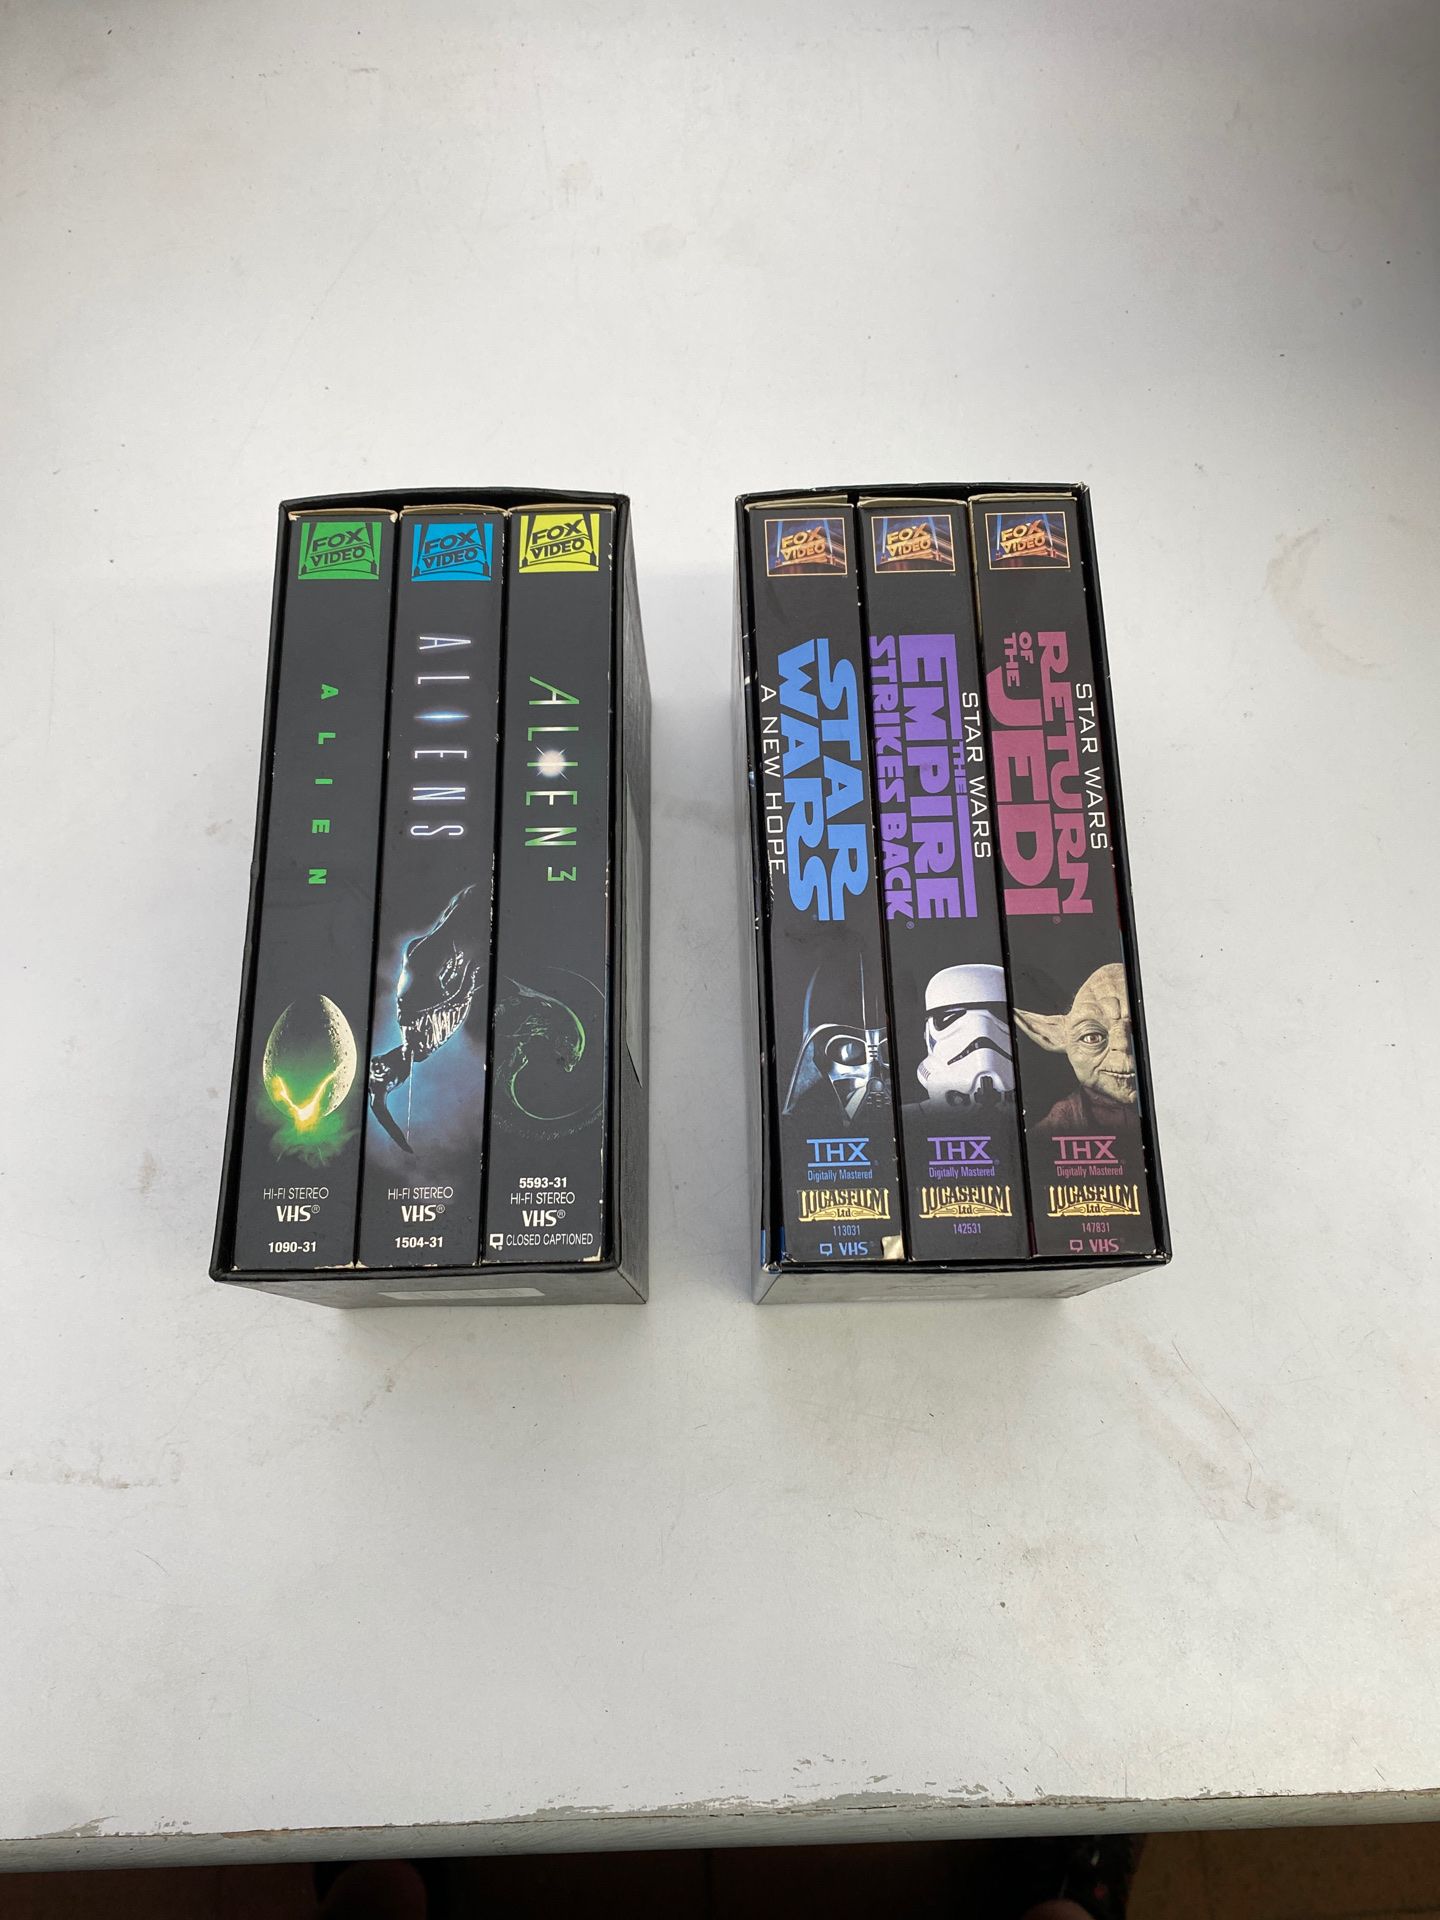 FOX
VIDEO
ALIEN
HI-FI STEREO
VHS®
1090-31
FOX
VIDEO
ALIENS
HI-FI STEREO
VHS®
1504-31
FOX
VIDEO
ALIEN 3
5593-31
HI-FI STEREO
VHS®
CLOSED CAPTIONED
FOX
VIDEO
STAR
WARS®
A NEW HOPE
THX®
Digitally Mastered
LUCASFILM
Ltd
113031
VHS®
FOX
VIDEO
STAR WARS
THE
EMPIRE
STRIKES BACK®
THX®
Digitally Mastered
LUCASFILM
Ltd
142531
FOX
VIDEO
STAR WARS
RETURN
OF THE
JEDI®
THX®
Digitally Mastered
LUCASFILM
Ltd
147831
VHS®